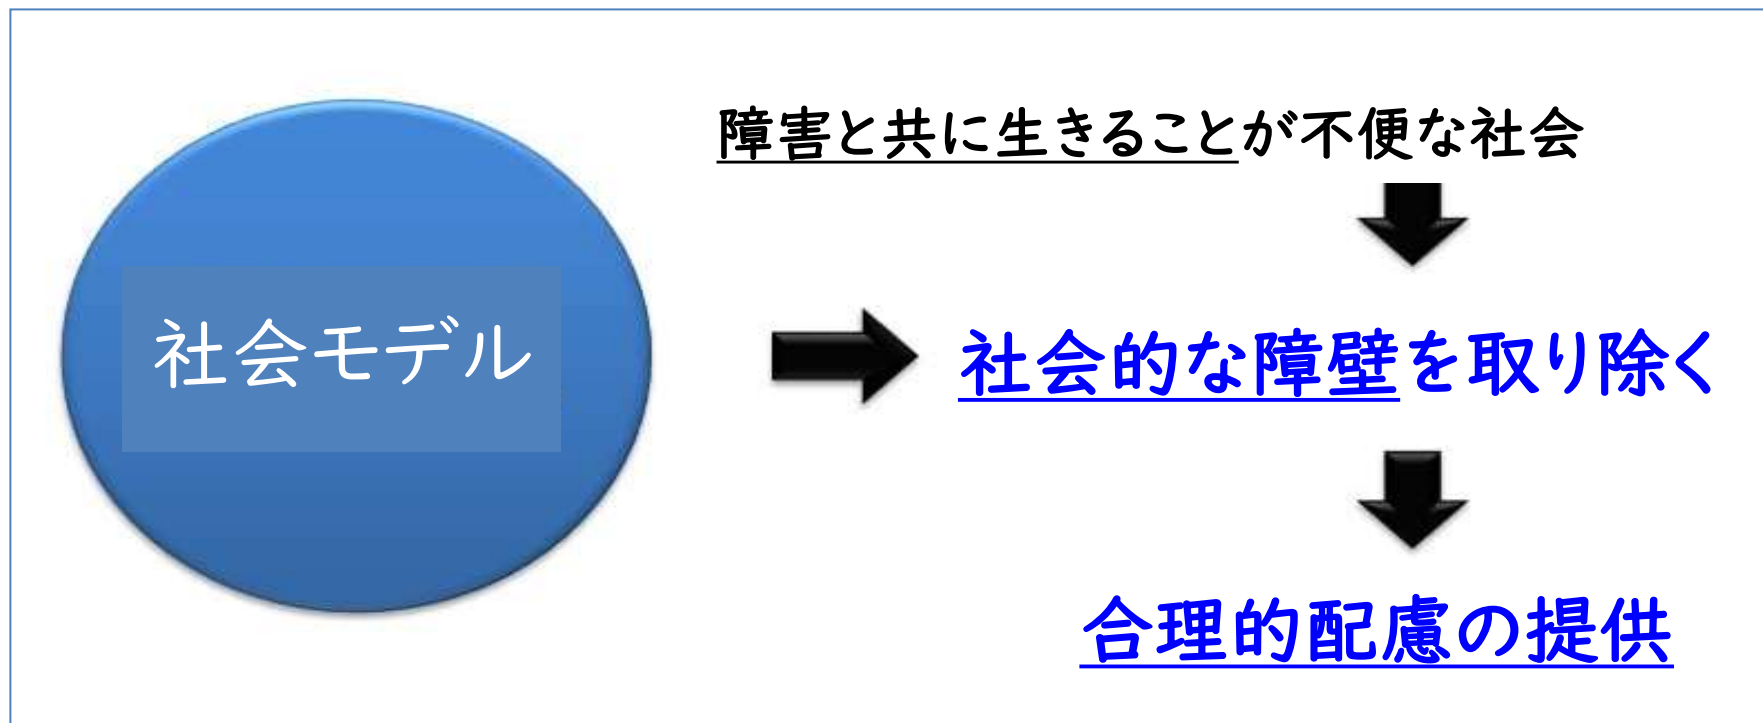 障害と共に生きることが不便な社会
社会モデル
社会的な障壁を取り除く
合理的配慮の提供